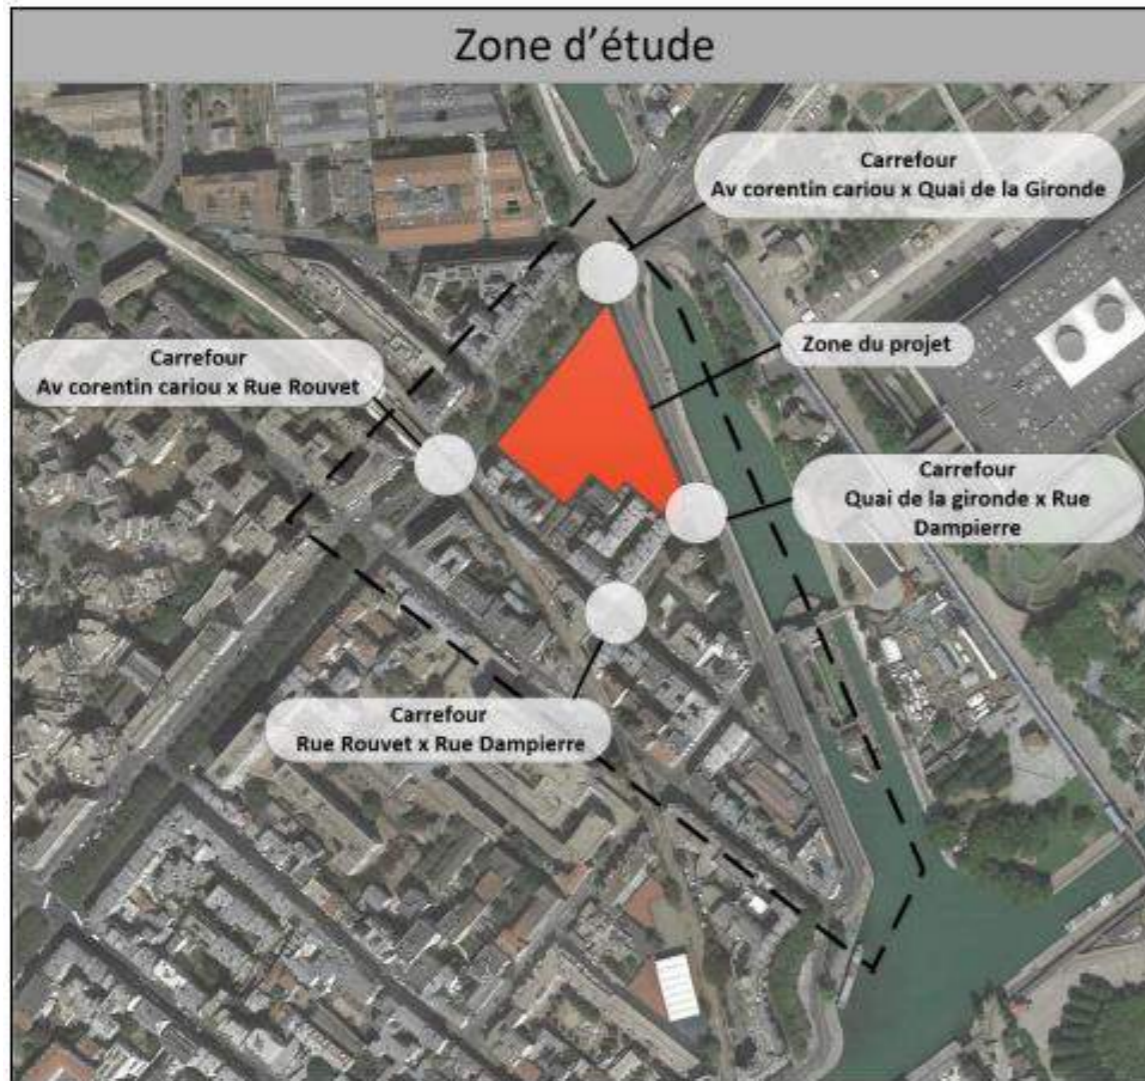 Zone d'étude
Carrefour
Av corentin cariou x Quai de la Gironde
Zone du projet
Carrefour
Av corentin cariou x Rue Rouvet
Carrefour
Quai de la gironde x Rue
Dampierre
Carrefour
Rue Rouvet x Rue Dampierre